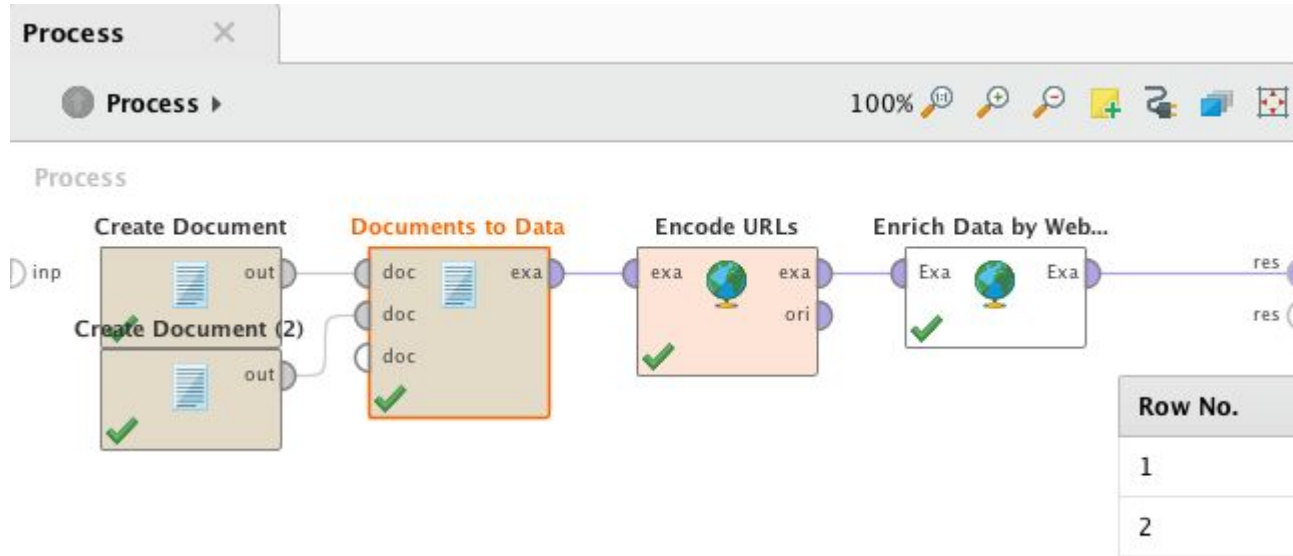 Process
Process
100%
Process
Create Document
Documents to Data
Encode URLs
Enrich Data by Web...
inp
out
doc
exa
exa
exa
Exa
Exa
res
doc
ori
res
Create Document (2)
doc
out
Row No.
1
2